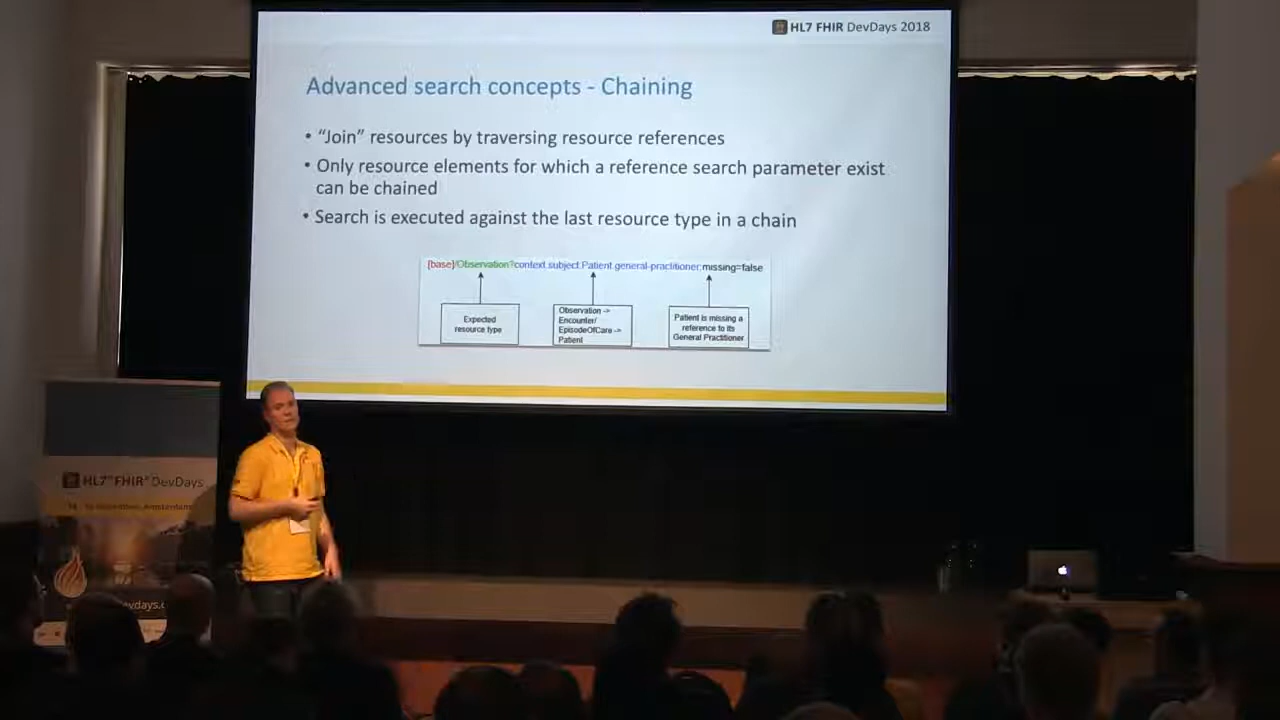 HL7 FHIR DevDays 2018
Advanced search concepts - Chaining
• “Join” resources by traversing resource references
• Only resource elements for which a reference search parameter exist
can be chained
• Search is executed against the last resource type in a chain
[base]/Observation?context.subject:Patient.general-practitioner:missing=false
Expected
resource type
Observation ->
Encounter/
EpisodeOfCare ->
Patient
Patient is missing a
reference to its
General Practitioner
HL7® FHIR® DevDays